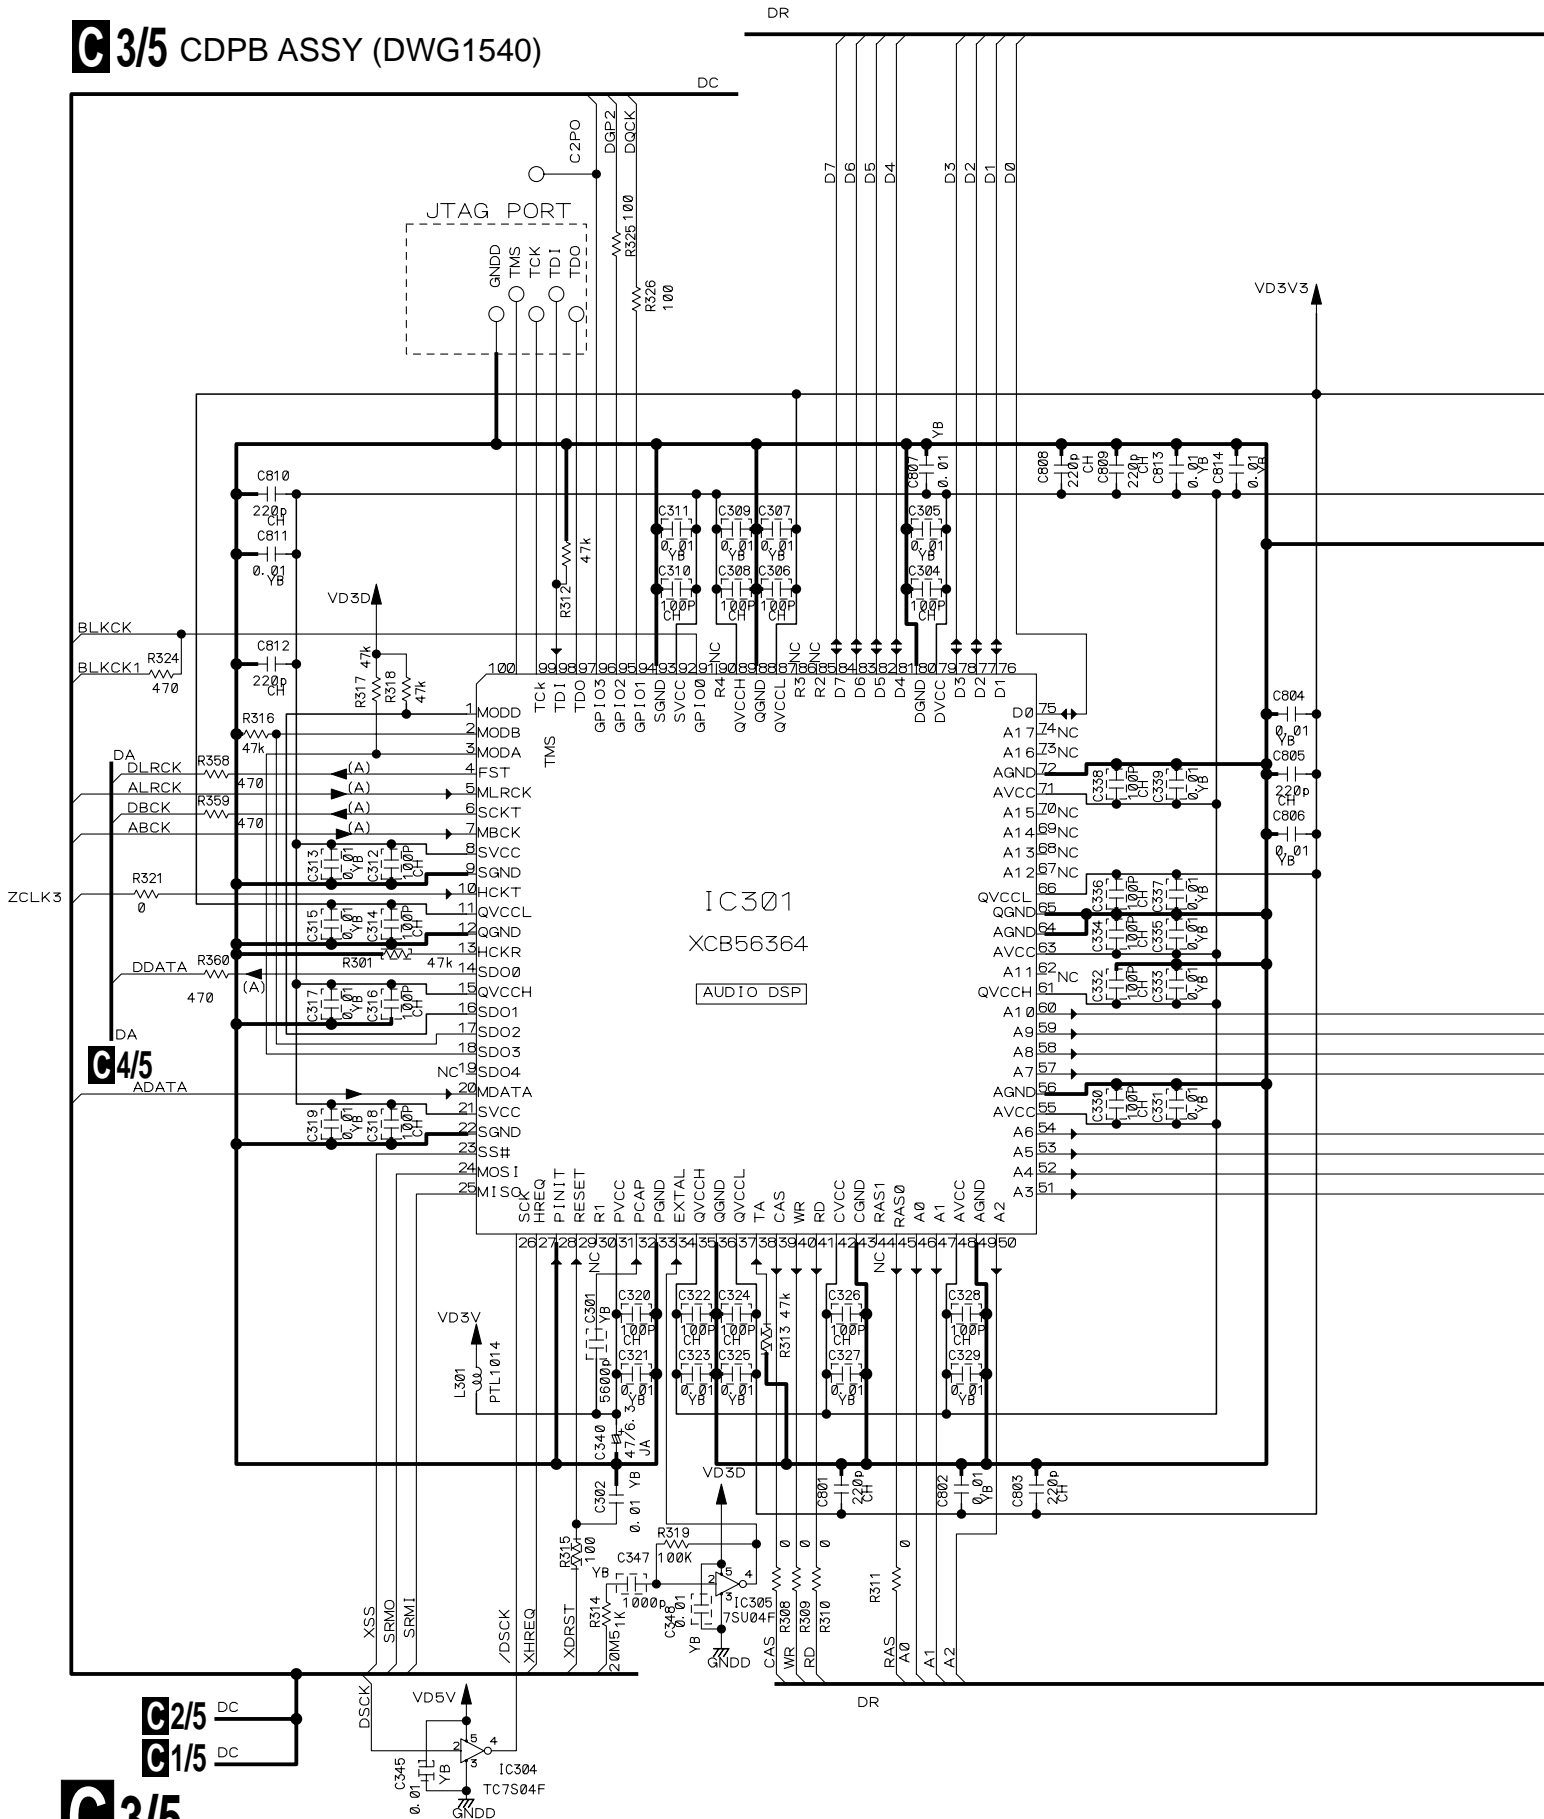 C 3/5 CDPB ASSY (DWG1540)
DR
DC
C2PO
DGP2
DQCK
D7
D6
D5
D4
D3
D2
D1
D0
JTAG PORT
GNDD
TMS
TCK
TDI
TDO
R325 100
R326
100
VD3V3
C810
220p
CH
C811
0.01
YB
C812
220p
CH
C311
0.01
YB
C310
100P
CH
C309
0.01
YB
C308
100P
CH
C307
0.01
YB
C306
100P
CH
C807
0.01
YB
C305
0.01
YB
C304
100P
CH
C808
220p
CH
C809
220p
CH
C813
0.01
YB
C814
0.01
YB
R312
47k
VD3D
BLKCK
BLKCK1
R324
470
R317
47k
R318
47k
R316
47k
DA
DLRCK
R358
470
(A)
ALRCK
(A)
DBCK
R359
470
(A)
ABCK
(A)
C313
0.01
YB
C312
100P
CH
ZCLK3
R321
0
C315
0.01
YB
C314
100P
CH
R301
47k
DDATA
R360
470
(A)
C317
0.01
YB
C316
100P
CH
DA
C 4/5
NC
ADATA
C319
0.01
YB
C318
100P
CH
100
99
98
97
96
95
94
93
92
91
90
89
88
87
86
85
84
83
82
81
80
79
78
77
76
NC
NC
NC
TMS
TCk
TDI
TDO
GPIO3
GPIO2
GPIO1
SGND
SVCC
GPIO0
R4
QVCCH
QGND
QVCCL
R3
R2
D7
D6
D5
D4
DGND
DVCC
D3
D2
D1
1 MODD
2 MODB
3 MODA
4 FST
5 MLRCK
6 SCKT
7 MBCK
8 SVCC
9 SGND
10 HCKT
11 QVCCL
12 QGND
13 HCKR
14 SDO0
15 QVCCH
16 SDO1
17 SDO2
18 SDO3
19 SDO4
20 MDATA
21 SVCC
22 SGND
23 SS#
24 MOSI
25 MISO
IC301
XCB56364
AUDIO DSP
D0 75
A17 74 NC
A16 73 NC
AGND 72
AVCC 71
A15 70 NC
A14 69 NC
A13 68 NC
A12 67 NC
QVCCL 66
QGND 65
AGND 64
AVCC 63
A11 62 NC
QVCCH 61
A10 60
A9 59
A8 58
A7 57
AGND 56
AVCC 55
A6 54
A5 53
A4 52
A3 51
C804
0.01
YB
C805
220p
CH
C806
0.01
YB
C338
100P
CH
C339
0.01
YB
C336
100P
CH
C337
0.01
YB
C334
100P
CH
C335
0.01
YB
C332
100P
CH
C333
0.01
YB
C330
100P
CH
C331
0.01
YB
SCK
HREQ
PINIT
RESET
R1
PVCC
PCAP
PGND
EXTAL
QVCCH
QGND
QVCCL
TA
CAS
WR
RD
CVCC
CGND
RAS1
RAS0
A0
A1
AVCC
AGND
A2
26
27
28
29
30
31
32
33
34
35
36
37
38
39
40
41
42
43
44
45
46
47
48
49
50
NC
NC
VD3V
L301
PTL1014
C301
YB
5600p
C320
100P
CH
C321
0.01
YB
C322
100P
CH
C323
0.01
YB
C324
100P
CH
C325
0.01
YB
R313 47k
C326
100P
CH
C327
0.01
YB
C328
100P
CH
C329
0.01
YB
C340
47/6.3
JA
C302
0.01
YB
VD3D
C801
220p
CH
C802
0.01
YB
C803
220p
CH
R315
100
R319
100K
C347
YB
1000p
R314
1K
20M5
C348
0.01
YB
2
5
4
3
IC305
7SU04F
GNDD
R308
0
R309
0
R310
0
R311
0
XSS
SRMO
SRMI
/DSCK
XHREQ
XDRST
CAS
WR
RD
RAS
A0
A1
A2
DR
C 2/5 DC
C 1/5 DC
DSCK
VD5V
C345
0.01
YB
2
5
4
3
IC304
TC7S04F
GNDD
C 3/5